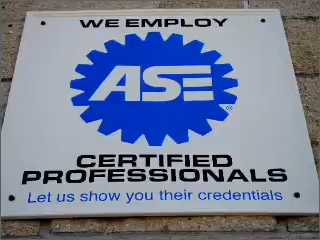 WE EMPLOY
ASE
CERTIFIED
PROFESSIONALS
Let us show you their credentials